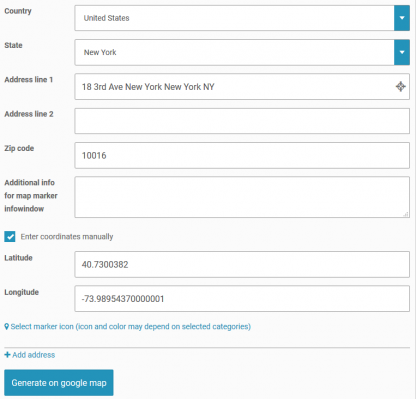 Country
United States
State
New York
Address line 1
18 3rd Ave New York New York NY
Address line 2
Zip code
10016
Additional info
for map marker
infowindow
Enter coordinates manually
Latitude
40.7300382
Longitude
-73.98954370000001
Select marker icon (icon and color may depend on selected categories)
+ Add address
Generate on google map